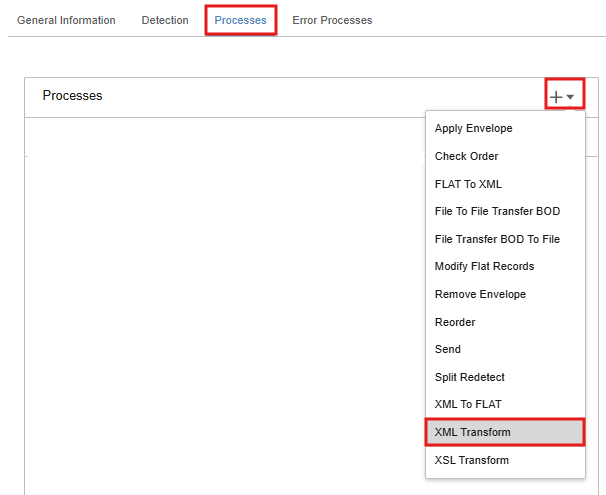 General Information Detection Processes Error Processes
Processes
Apply Envelope
Check Order
FLAT To XML
File To File Transfer BOD
File Transfer BOD To File
Modify Flat Records
Remove Envelope
Reorder
Send
Split Redetect
XML To FLAT
XML Transform
XSL Transform